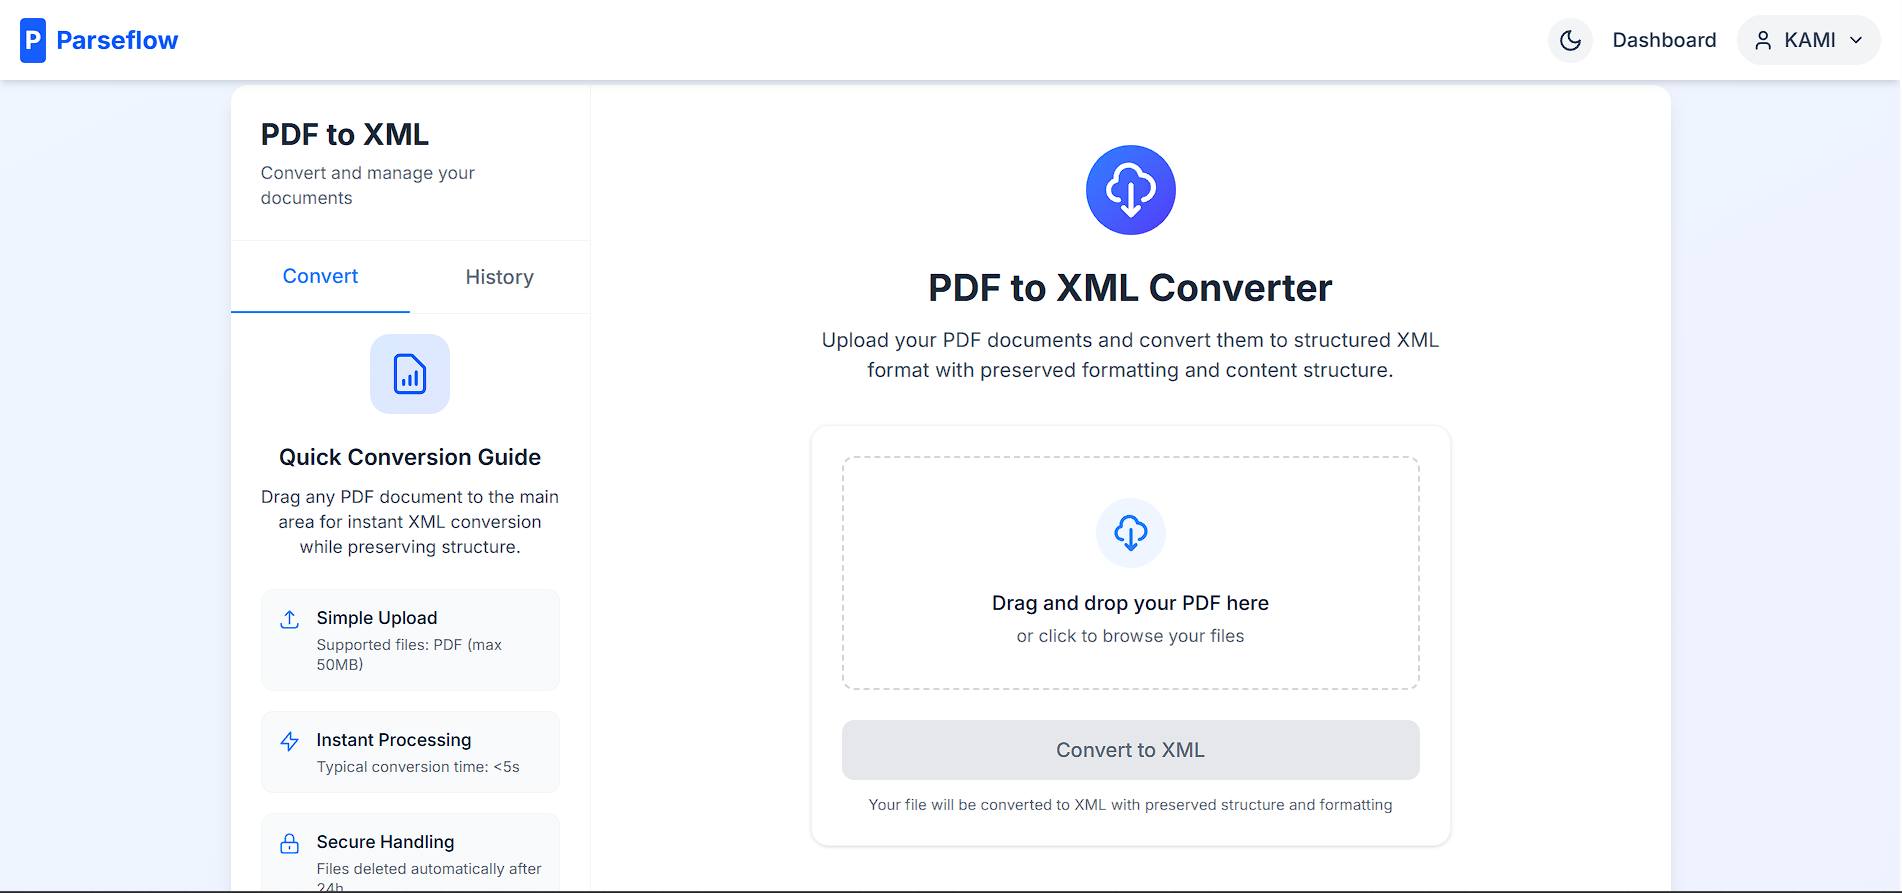 P Parseflow
Dashboard
KAMI
PDF to XML
Convert and manage your
documents
Convert
History
Quick Conversion Guide
Drag any PDF document to the main
area for instant XML conversion
while preserving structure.
Simple Upload
Supported files: PDF (max
50MB)
Instant Processing
Typical conversion time: <5s
Secure Handling
Files deleted automatically after
24h
PDF to XML Converter
Upload your PDF documents and convert them to structured XML
format with preserved formatting and content structure.
Drag and drop your PDF here
or click to browse your files
Convert to XML
Your file will be converted to XML with preserved structure and formatting